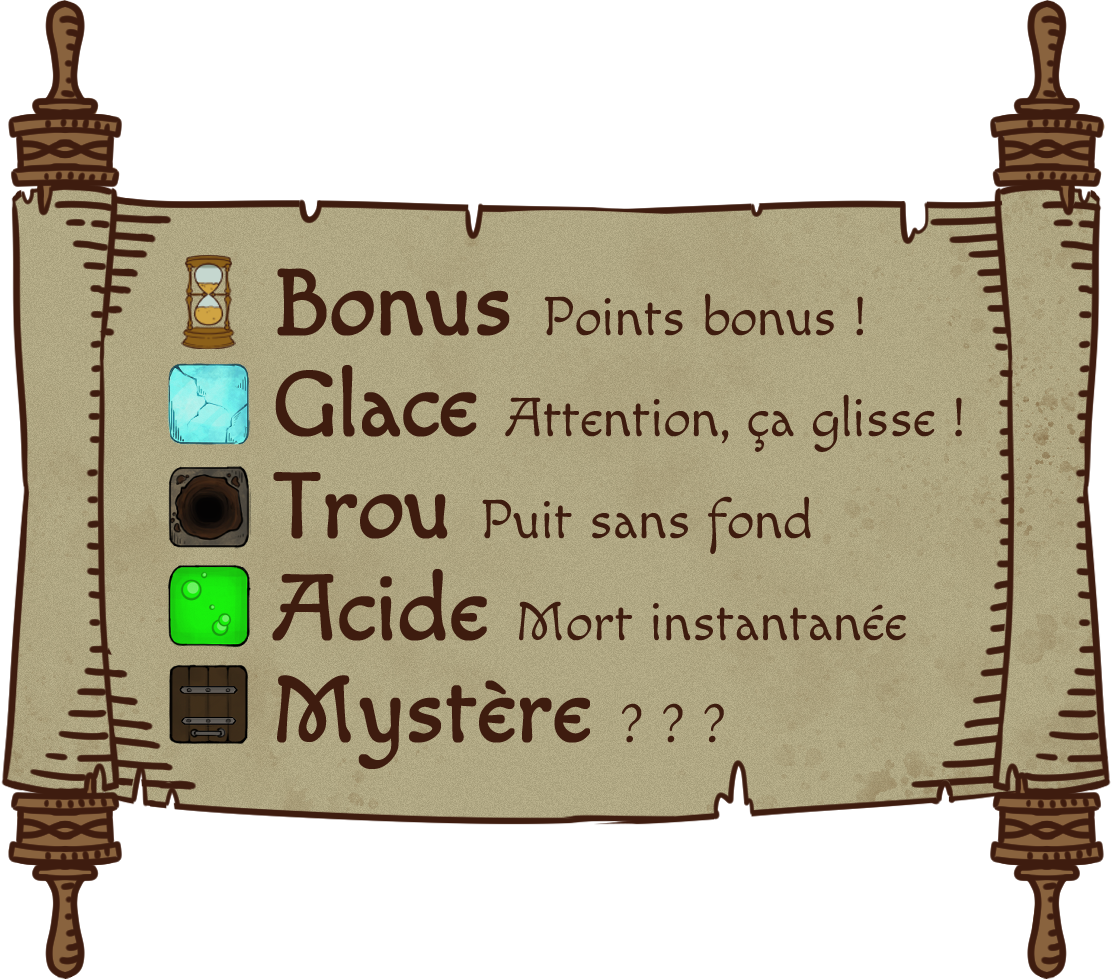 Bonus Points bonus !
Glace Attention, ça glisse !
Trou Puit sans fond
Acide Mort instantanée
Mystère ? ? ?